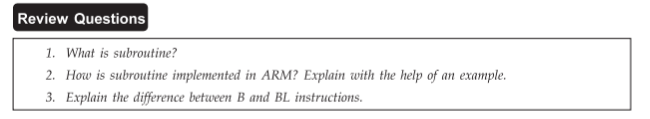 Review Questions
1. What is subroutine?
2. How is subroutine implemented in ARM? Explain with the help of an example.
3. Explain the difference between B and BL instructions.